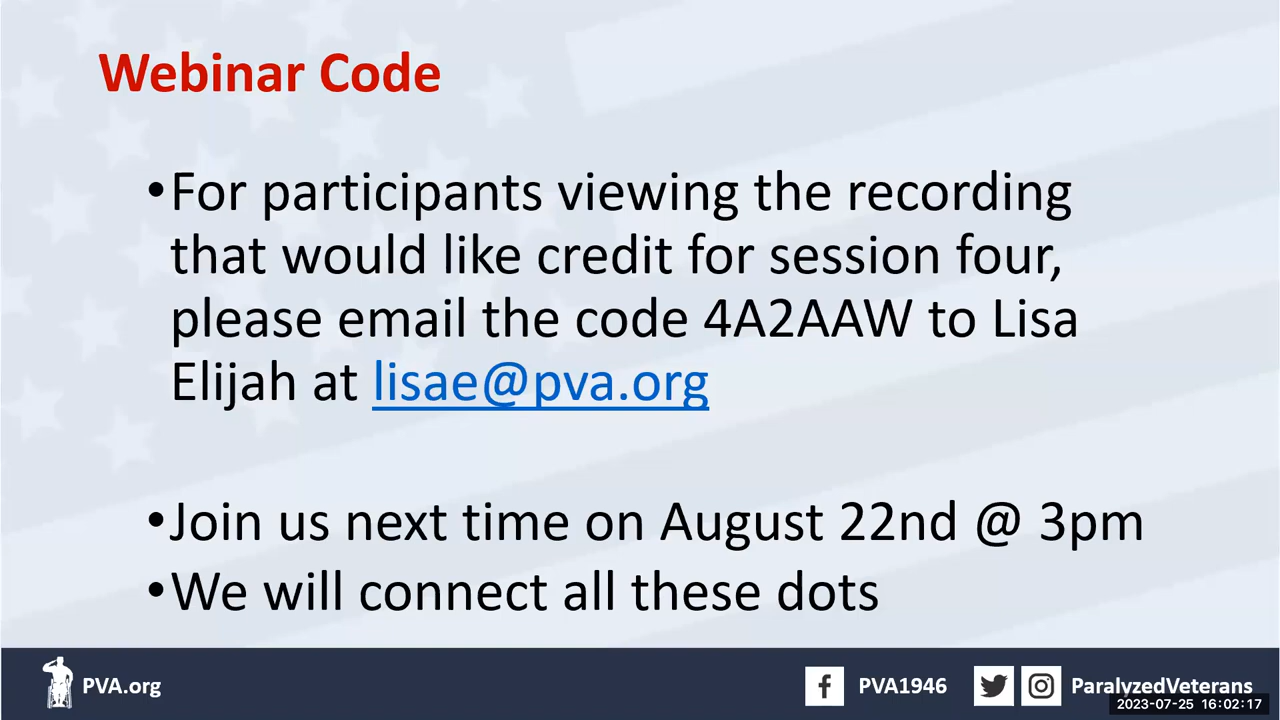 Webinar Code
•For participants viewing the recording
that would like credit for session four,
please email the code 4A2AAW to Lisa
Elijah at lisae@pva.org
•Join us next time on August 22nd @ 3pm
•We will connect all these dots
PVA.org
PVA1946
ParalyzedVeterans
2023-07-25 16:02:17